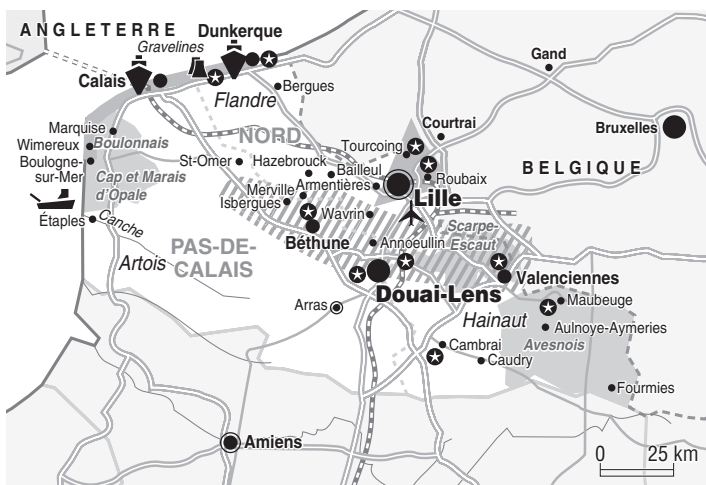 ANGLETERRE
Dunkerque
Gravelines
Calais
Bergues
Flandre
Gand
Marquise
Boulonnais
Wimereux
Boulogne-
sur-Mer
Cap et Marais
d'Opale
NORD
St-Omer
Hazebrouck
Bailleul
Tourcoing
Courtrai
Bruxelles
BELGIQUE
Merville
Armentières
Roubaix
Isbergues
Lille
Étaples
Canche
Wavrin
Béthune
Annoeullin
Scarpe-
Escaut
PAS-DE-
CALAIS
Artois
Valenciennes
Douai-Lens
Arras
Hainaut
Maubeuge
Aulnoye-Aymeries
Avesnois
Cambrai
Caudry
Fourmies
Amiens
0 25 km